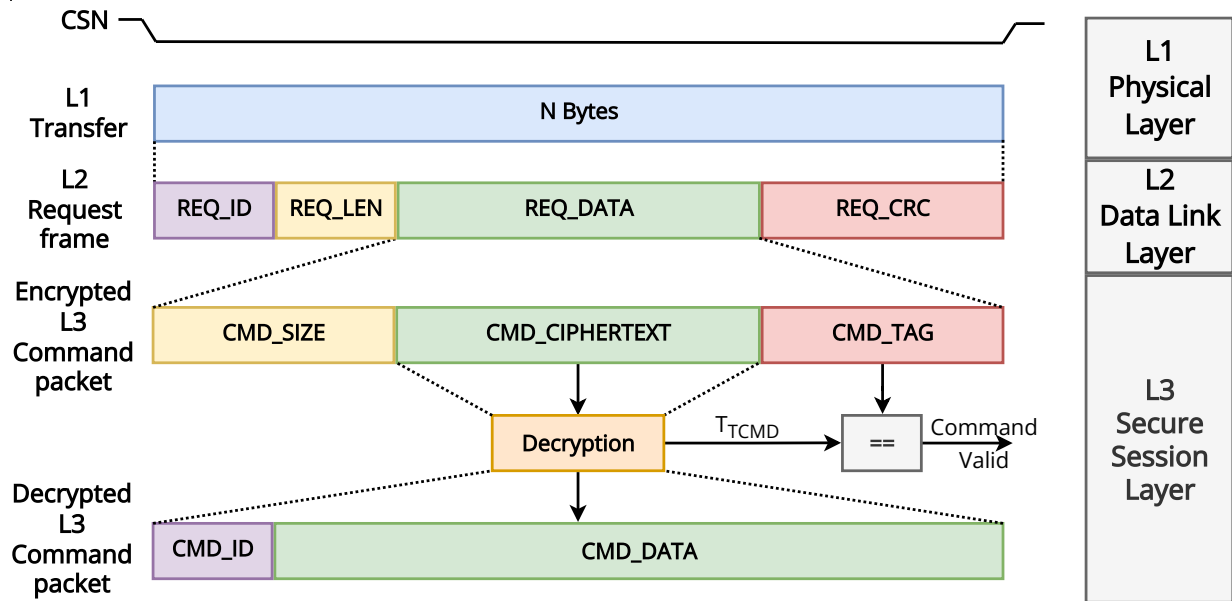 CSN
L1
Transfer
N Bytes
L1
Physical
Layer
L2
Request
frame
REQ_ID
REQ_LEN
REQ_DATA
REQ_CRC
L2
Data Link
Layer
Encrypted
L3
Command
packet
CMD_SIZE
CMD_CIPHERTEXT
CMD_TAG
Decryption
TTCMD
==
Command
Valid
L3
Secure
Session
Layer
Decrypted
L3
Command
packet
CMD_ID
CMD_DATA